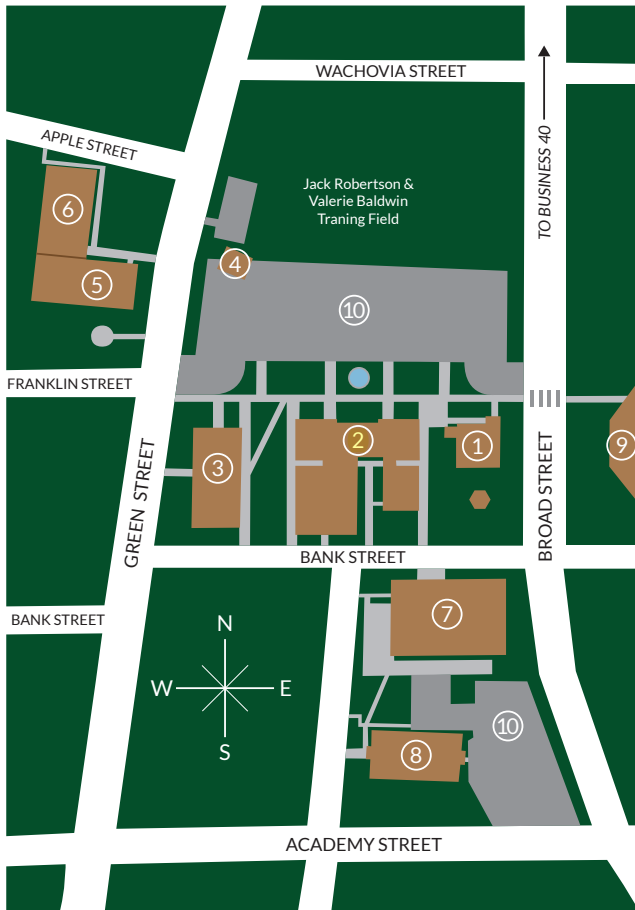 WACHOVIA STREET
APPLE STREET
TO BUSINESS 40
Jack Robertson &
Valerie Baldwin
Traning Field
6
4
5
10
FRANKLIN STREET
2
1
3
9
GREEN STREET
BROAD STREET
BANK STREET
7
BANK STREET
N
W
E
S
10
8
ACADEMY STREET